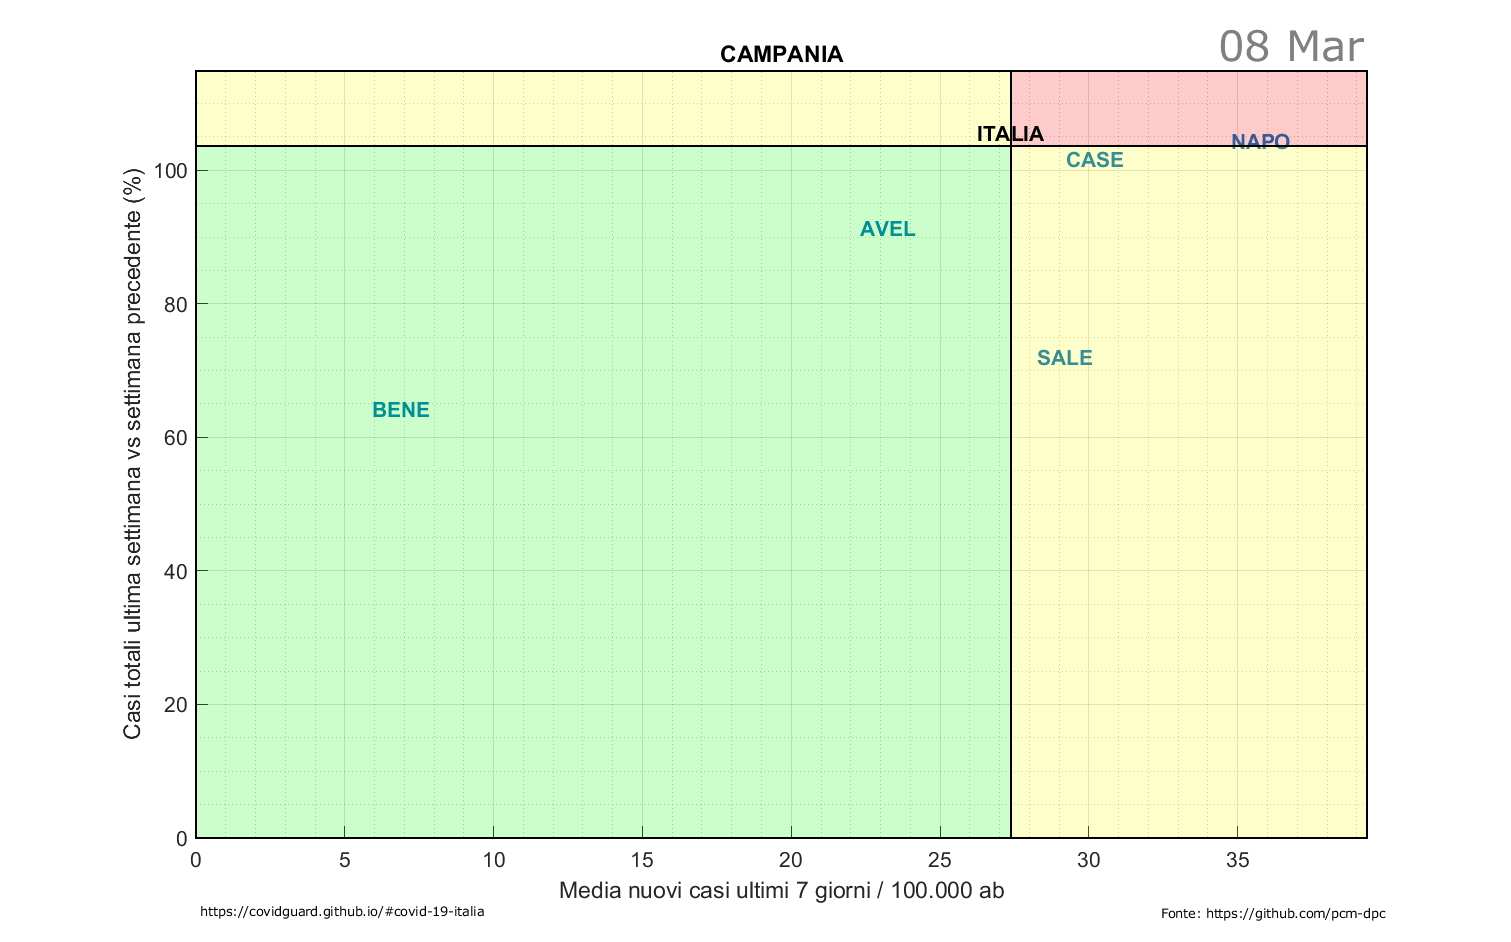 CAMPANIA
08 Mar
ITALIA
NAPO
CASE
AVEL
SALE
BENE
Casi totali ultima settimana vs settimana precedente (%)
100
80
60
40
20
0
0 5 10 15 20 25 30 35
Media nuovi casi ultimi 7 giorni / 100.000 ab
https://covidguard.github.io/#covid-19-italia
Fonte: https://github.com/pcm-dpc